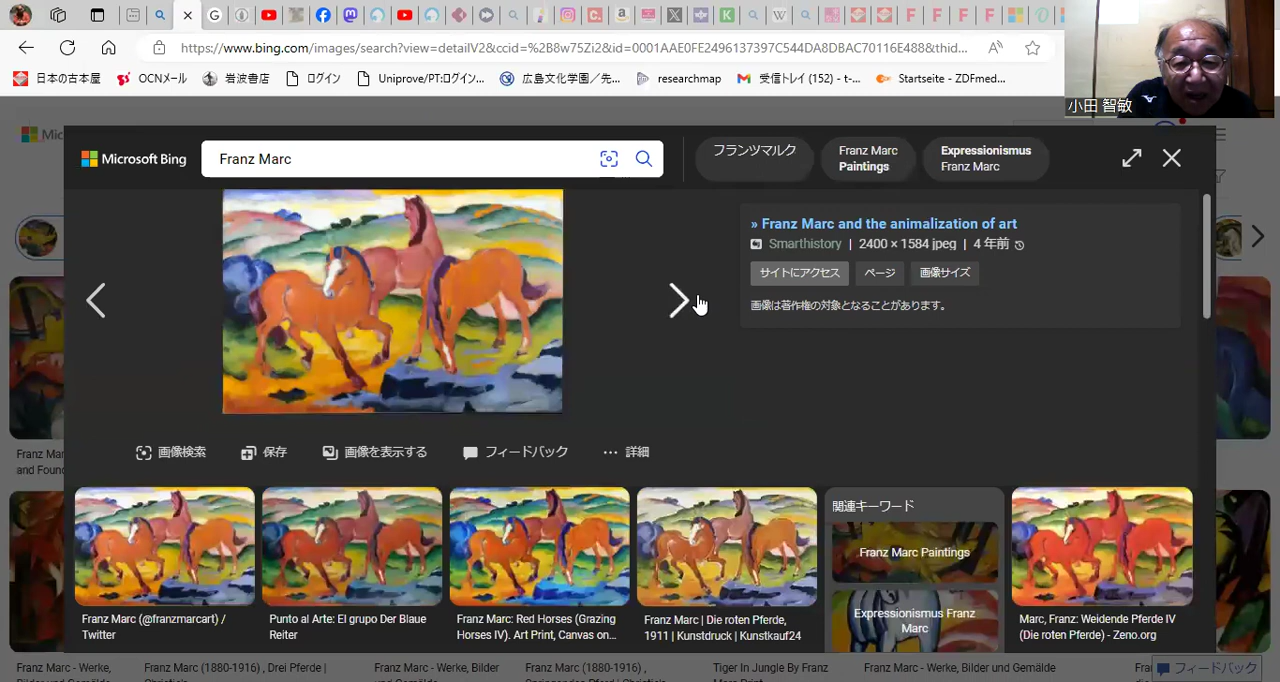 https://www.bing.com/images/search?view=detailV2&ccid=%2B8w75Zi2&id=0001AAE0FE2496137397C544DA8DBAC70116E488&thid...
日本の古本屋
OCNメール
岩波書店
ログイン
Uniprove/PT:ログイン...
広島文化学園／先...
researchmap
受信トレイ (152) - t-...
Startseite - ZDFmed...
小田 智敏
Mic
Microsoft Bing
Franz Marc
フランツマルク
Franz Marc
Paintings
Expressionismus
Franz Marc
» Franz Marc and the animalization of art
Smarthistory | 2400 × 1584 jpeg | 4 年前
サイトにアクセス
ページ
画像サイズ
画像は著作権の対象となることがあります。
画像検索
保存
画像を表示する
フィードバック
詳細
Franz Mar
and Foun
Franz Marc (@franzmarcart) /
Twitter
Punto al Arte: El grupo Der Blaue
Reiter
Franz Marc: Red Horses (Grazing
Horses IV). Art Print, Canvas on...
Franz Marc | Die roten Pferde,
1911 | Kunstdruck | Kunstkauf24
関連キーワード
Franz Marc Paintings
Expressionismus Franz
Marc
Marc, Franz: Weidende Pferde IV
(Die roten Pferde) - Zeno.org
Franz Marc - Werke,
Franz Marc (1880-1916) , Drei Pferde |
Franz Marc - Werke, Bilder
Franz Marc (1880-1916) ,
Tiger In Jungle By Franz
Franz Marc - Werke, Bilder und Gemälde
Fra
フィードバック